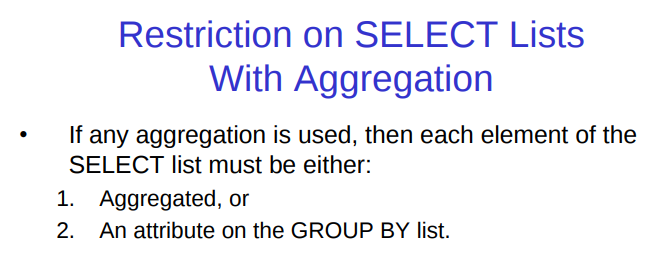 Restriction on SELECT Lists
With Aggregation
• If any aggregation is used, then each element of the
SELECT list must be either:
1. Aggregated, or
2. An attribute on the GROUP BY list.